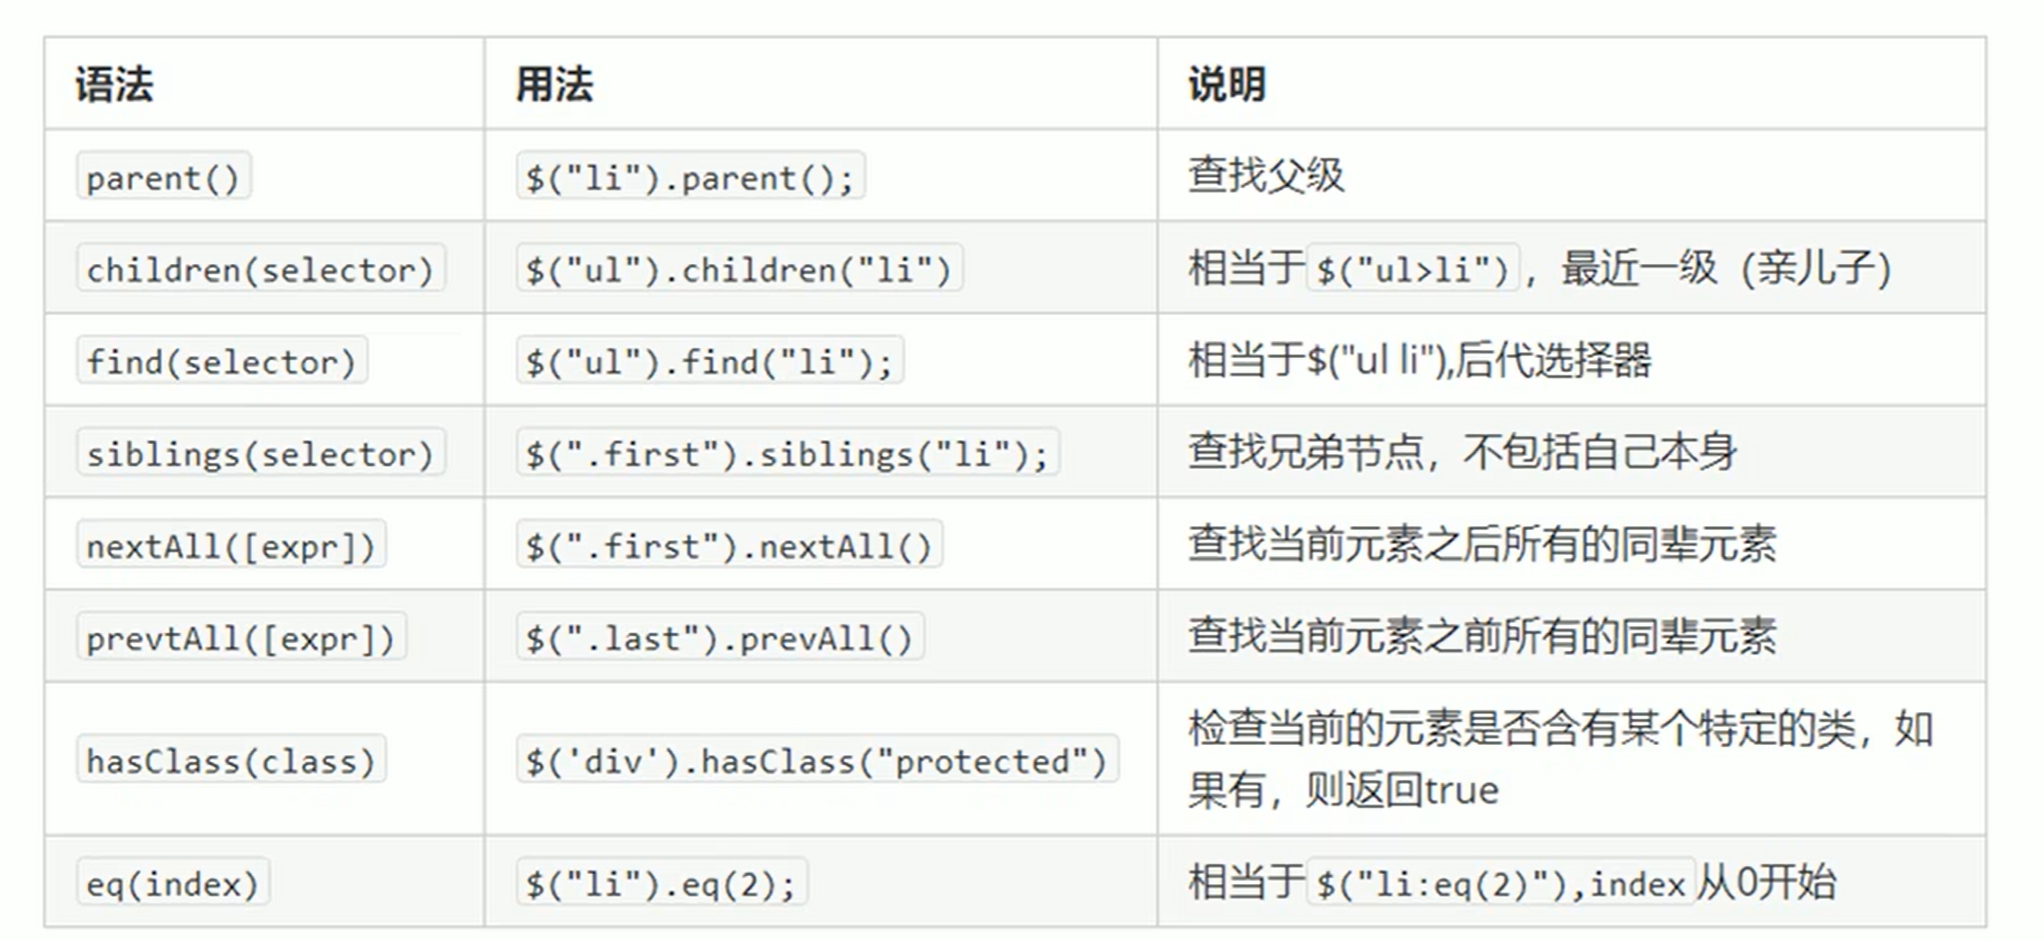 语法 用法 说明
parent() $("li").parent(); 查找父级
children(selector) $("ul").children("li") 相当于$("ul>li")，最近一级（亲儿子）
find(selector) $("ul").find("li"); 相当于$("ul li"),后代选择器
siblings(selector) $(".first").siblings("li"); 查找兄弟节点，不包括自己本身
nextAll([expr]) $(".first").nextAll() 查找当前元素之后所有的同辈元素
prevtAll([expr]) $(".last").prevAll() 查找当前元素之前所有的同辈元素
hasClass(class) $('div').hasClass("protected") 检查当前的元素是否含有某个特定的类，如
果有，则返回true
eq(index) $("li").eq(2); 相当于$("li:eq(2)"),index从0开始